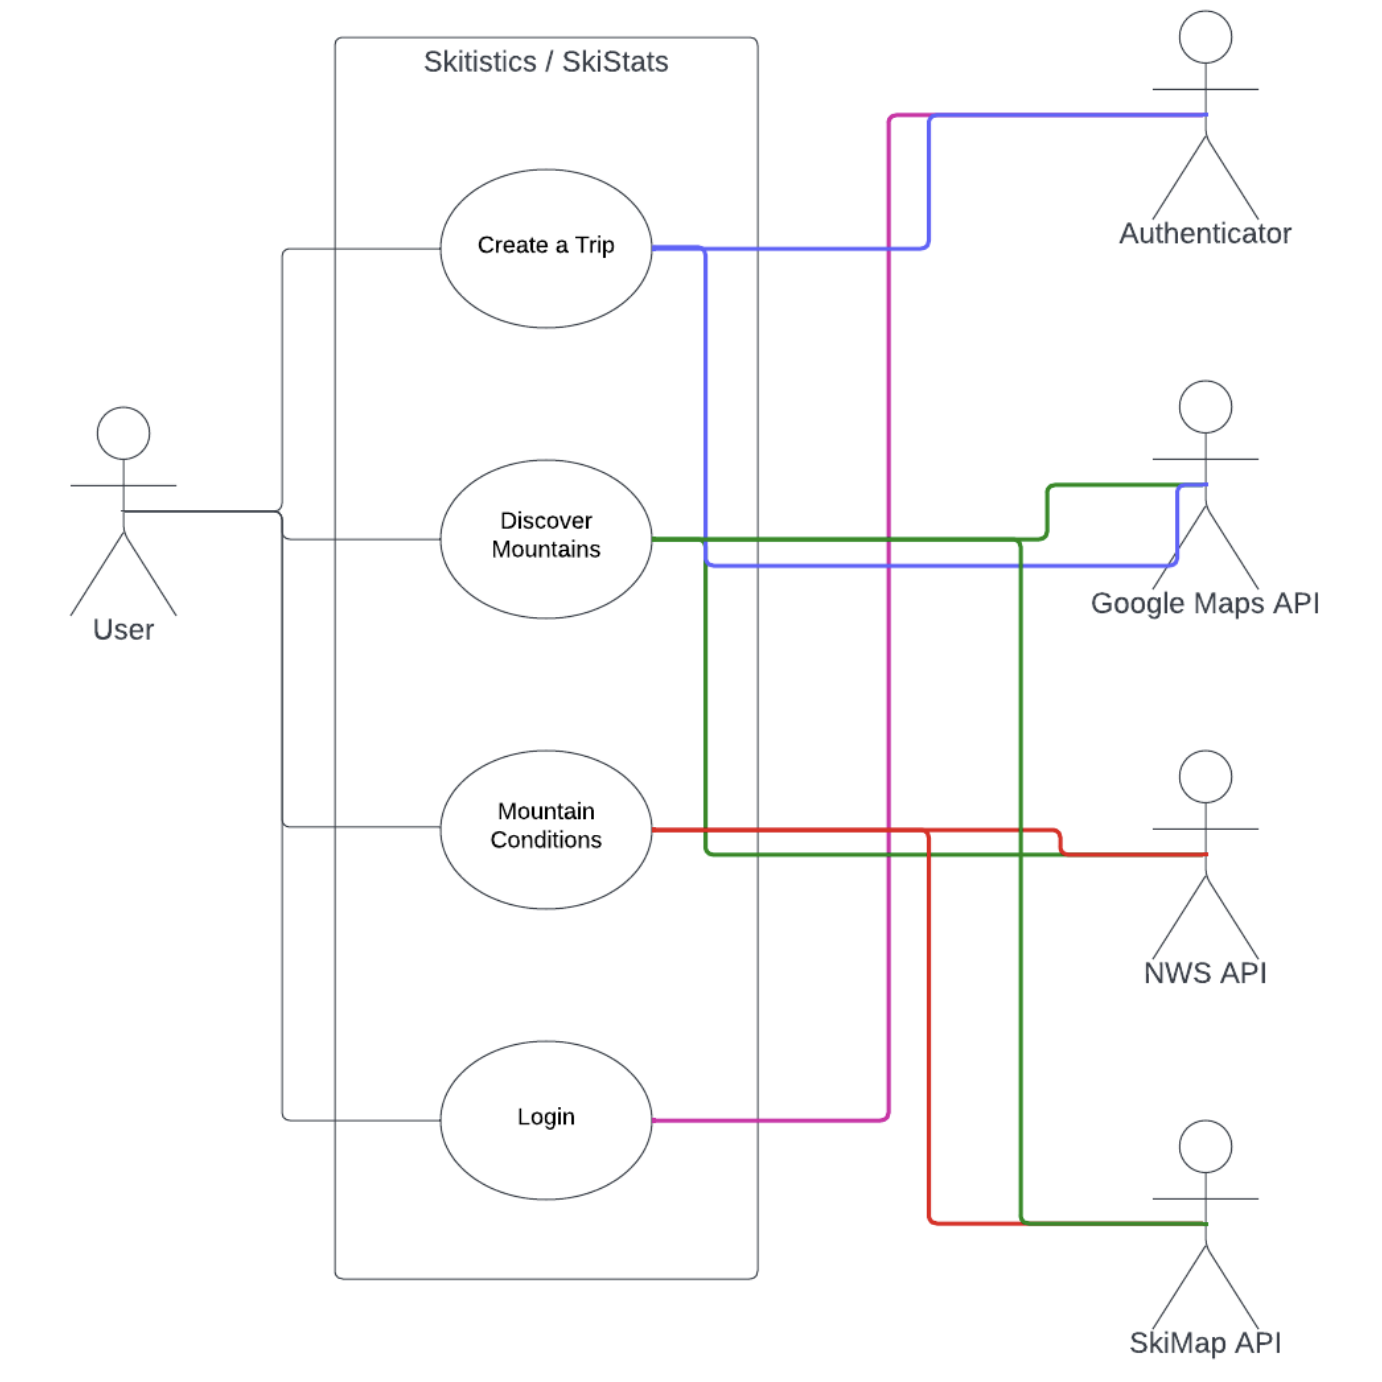 Skitistics / SkiStats
Create a Trip
Discover
Mountains
Mountain
Conditions
Login
User
Authenticator
Google Maps API
NWS API
SkiMap API